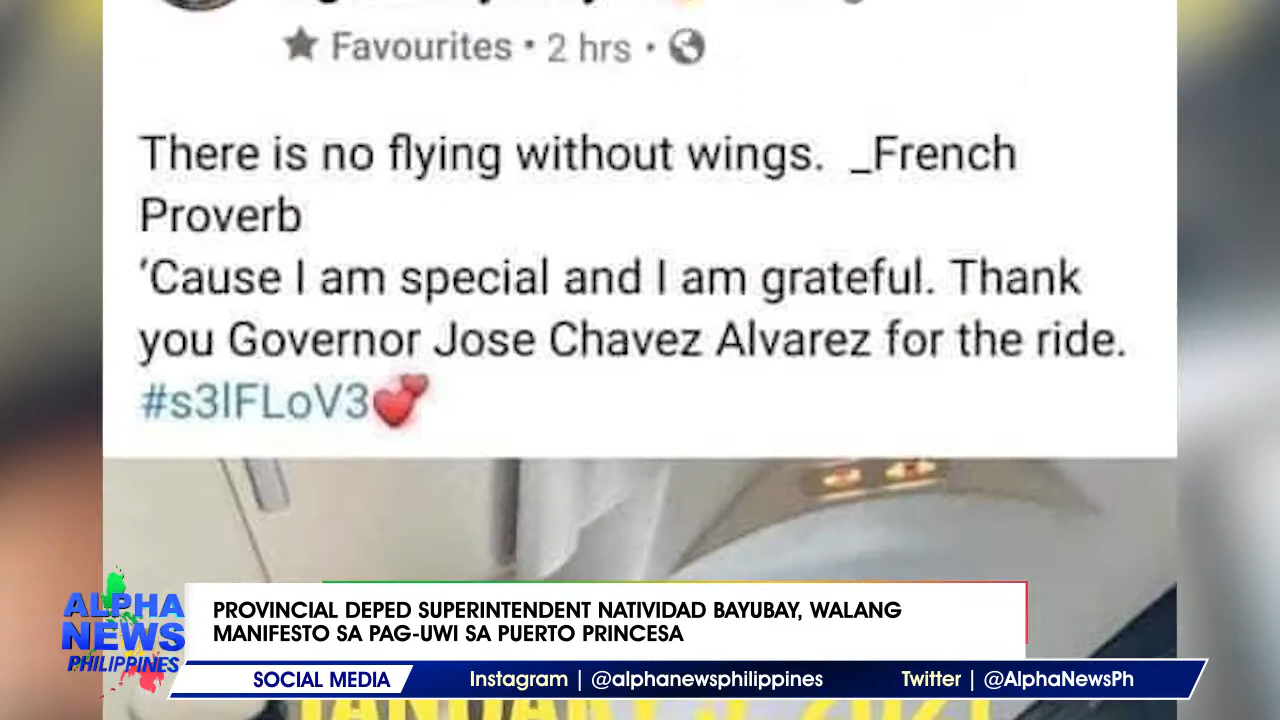 Favourites • 2 hrs •
There is no flying without wings. _French
Proverb
‘Cause I am special and I am grateful. Thank
you Governor Jose Chavez Alvarez for the ride.
#s3lFLoV3💕
ALPHA
NEWS
PHILIPPINES
PROVINCIAL DEPED SUPERINTENDENT NATIVIDAD BAYUBAY, WALANG
MANIFESTO SA PAG-UWI SA PUERTO PRINCESA
SOCIAL MEDIA
Instagram | @alphanewsphilippines
Twitter | @AlphaNewsPh